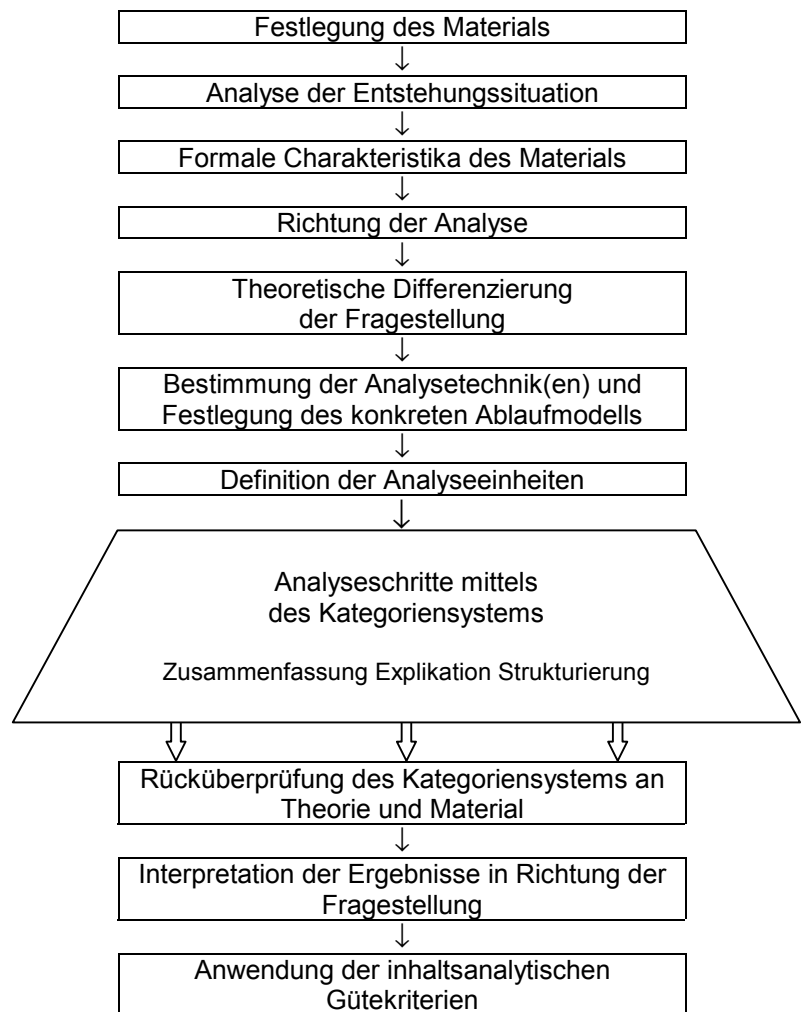 Festlegung des Materials
Analyse der Entstehungssituation
Formale Charakteristika des Materials
Richtung der Analyse
Theoretische Differenzierung
der Fragestellung
Bestimmung der Analysetechnik(en) und
Festlegung des konkreten Ablaufmodells
Definition der Analyseeinheiten
Analyseschritte mittels
des Kategoriensystems
Zusammenfassung Explikation Strukturierung
Rücküberprüfung des Kategoriensystems an
Theorie und Material
Interpretation der Ergebnisse in Richtung der
Fragestellung
Anwendung der inhaltsanalytischen
Gütekriterien